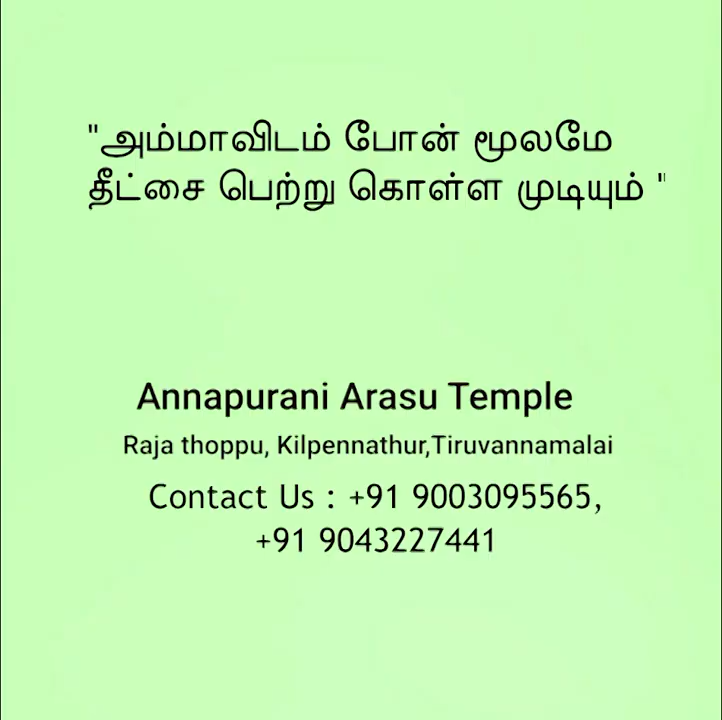 "அம்மாவிடம் போன் மூலமே
தீட்சை பெற்று கொள்ள முடியும் "
Annapurani Arasu Temple
Raja thoppu, Kilpennathur,Tiruvannamalai
Contact Us : +91 9003095565,
+91 9043227441